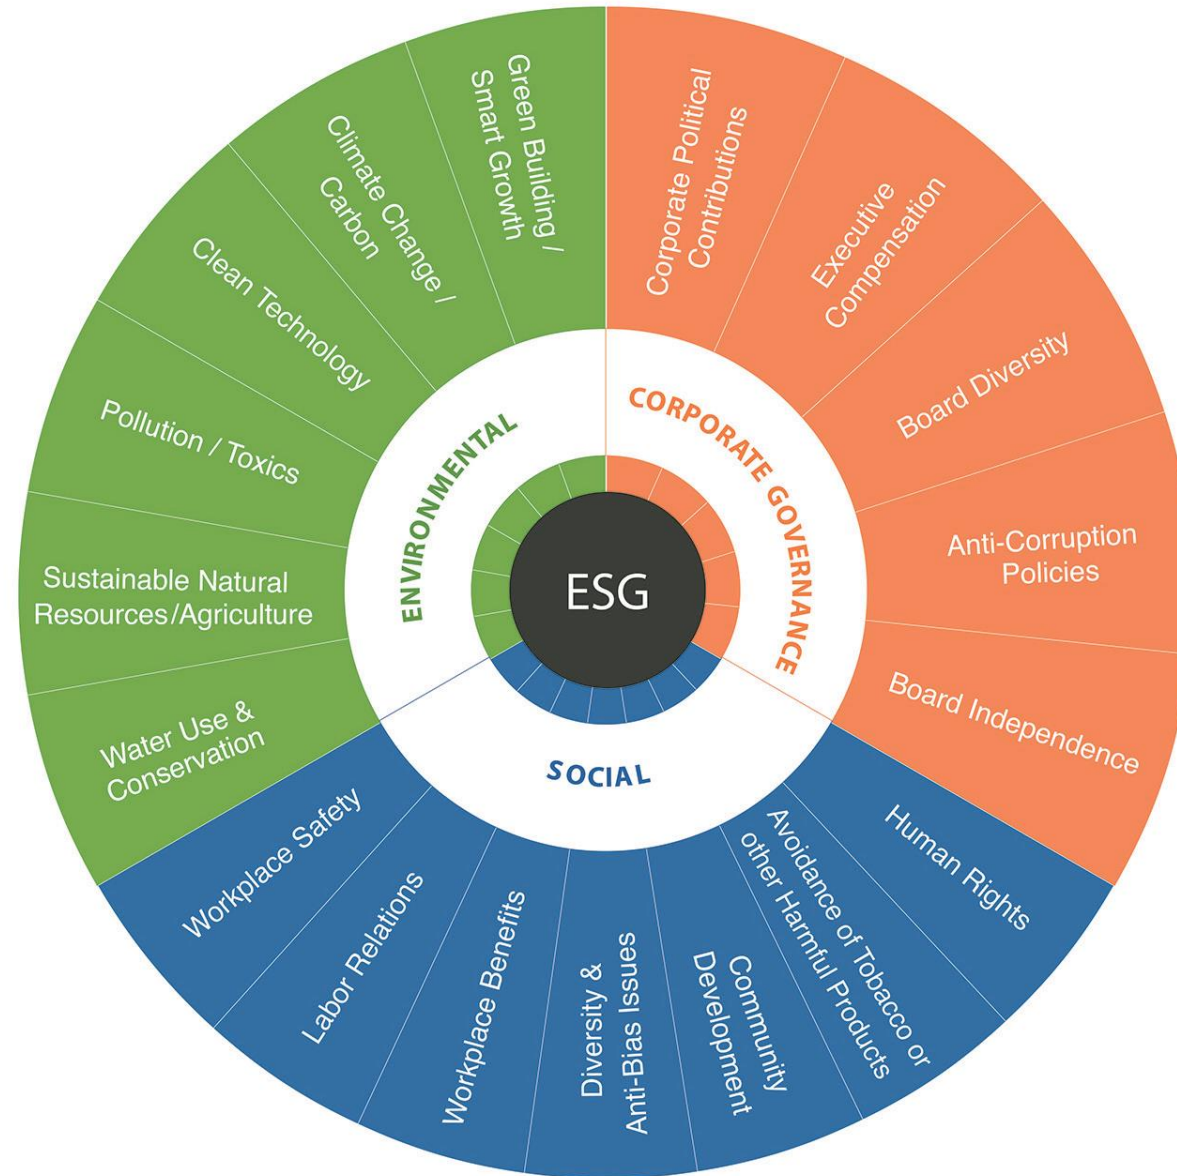 ESG
ENVIRONMENTAL
Green Building /
Smart Growth
Climate Change /
Carbon
Clean Technology
Pollution / Toxics
Sustainable Natural
Resources/Agriculture
Water Use &
Conservation
CORPORATE GOVERNANCE
Corporate Political
Contributions
Executive
Compensation
Board Diversity
Anti-Corruption
Policies
Board Independence
SOCIAL
Workplace Safety
Labor Relations
Workplace Benefits
Diversity &
Anti-Bias Issues
Community
Development
Avoidance of Tobacco or
other Harmful Products
Human Rights